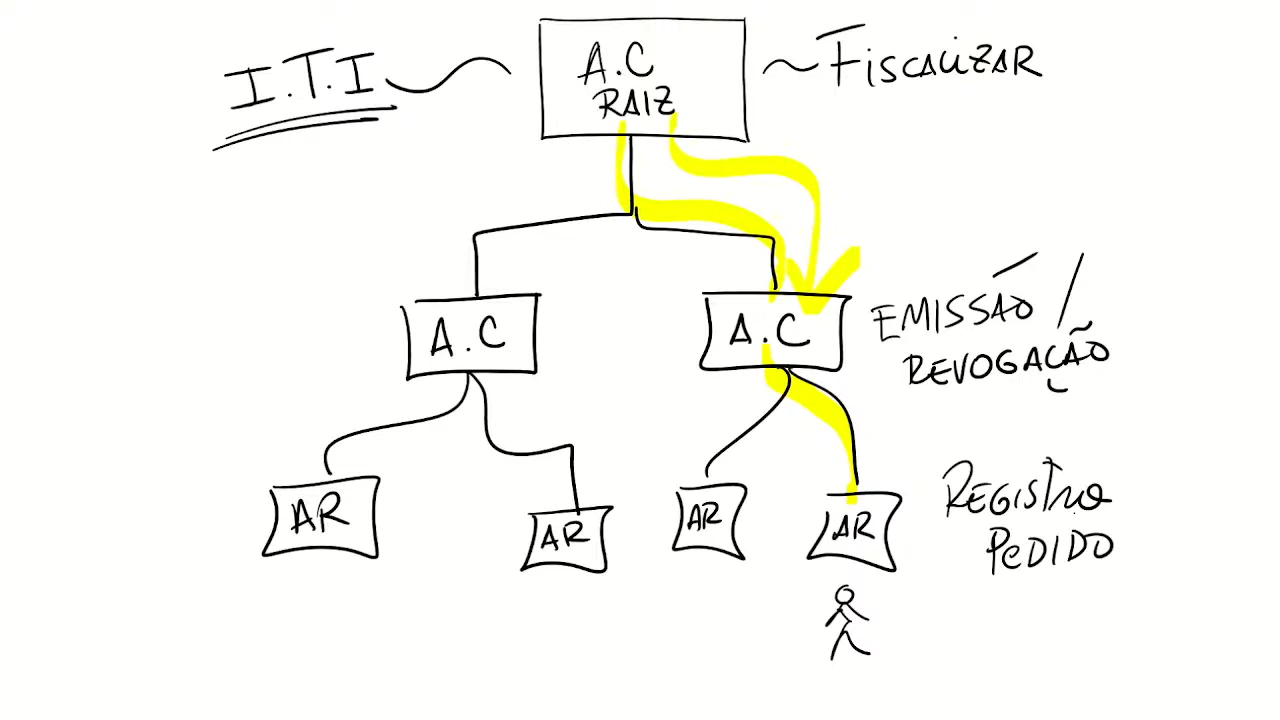 I.T.I
A.C
RAIZ
FiscAlizAR
A.C
A.C
EMISSÃO /
REVOGAÇÃO
AR
AR
AR
AR
REGISTRO
PeDIDO